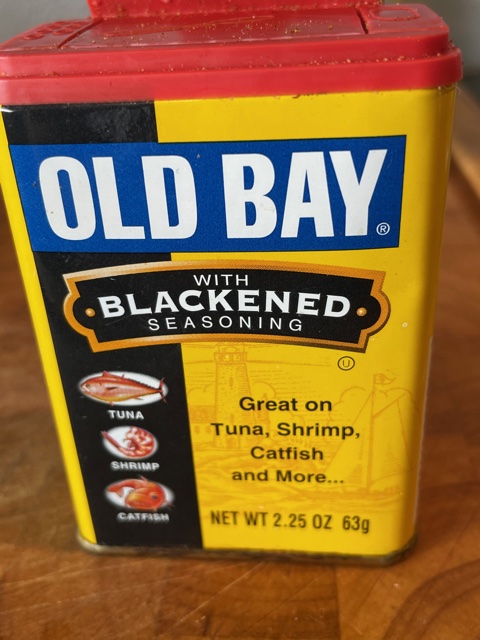 OLD BAY®
WITH
BLACKENED
SEASONING
U
TUNA
SHRIMP
CATFISH
Great on
Tuna, Shrimp,
Catfish
and More...
NET WT 2.25 OZ 63g